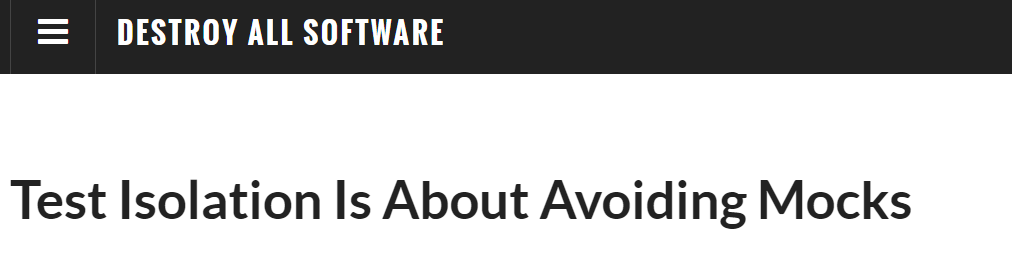 DESTROY ALL SOFTWARE
Test Isolation Is About Avoiding Mocks